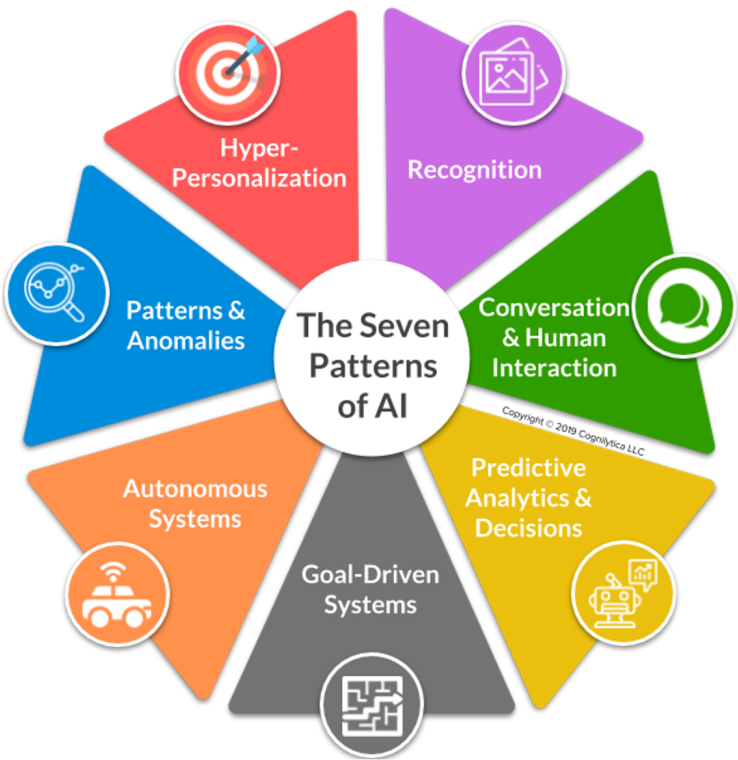 The Seven
Patterns
of AI
Hyper-
Personalization
Recognition
Conversation
& Human
Interaction
Copyright © 2019 Cognilytica LLC
Predictive
Analytics &
Decisions
Goal-Driven
Systems
Autonomous
Systems
Patterns &
Anomalies